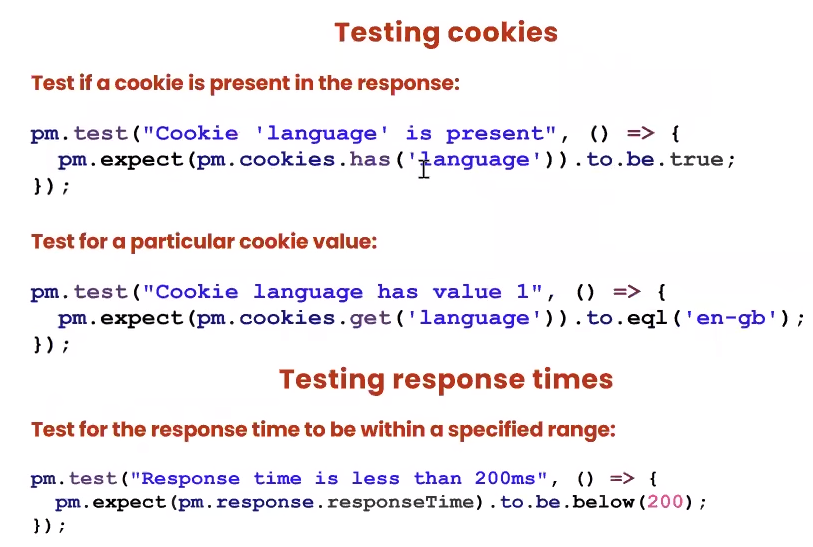 Testing cookies
Test if a cookie is present in the response:
pm.test("Cookie 'language' is present", () => {
  pm.expect(pm.cookies.has('language')).to.be.true;
});
Test for a particular cookie value:
pm.test("Cookie language has value 1", () => {
  pm.expect(pm.cookies.get('language')).to.eql('en-gb');
});
Testing response times
Test for the response time to be within a specified range:
pm.test("Response time is less than 200ms", () => {
  pm.expect(pm.response.responseTime).to.be.below(200);
});